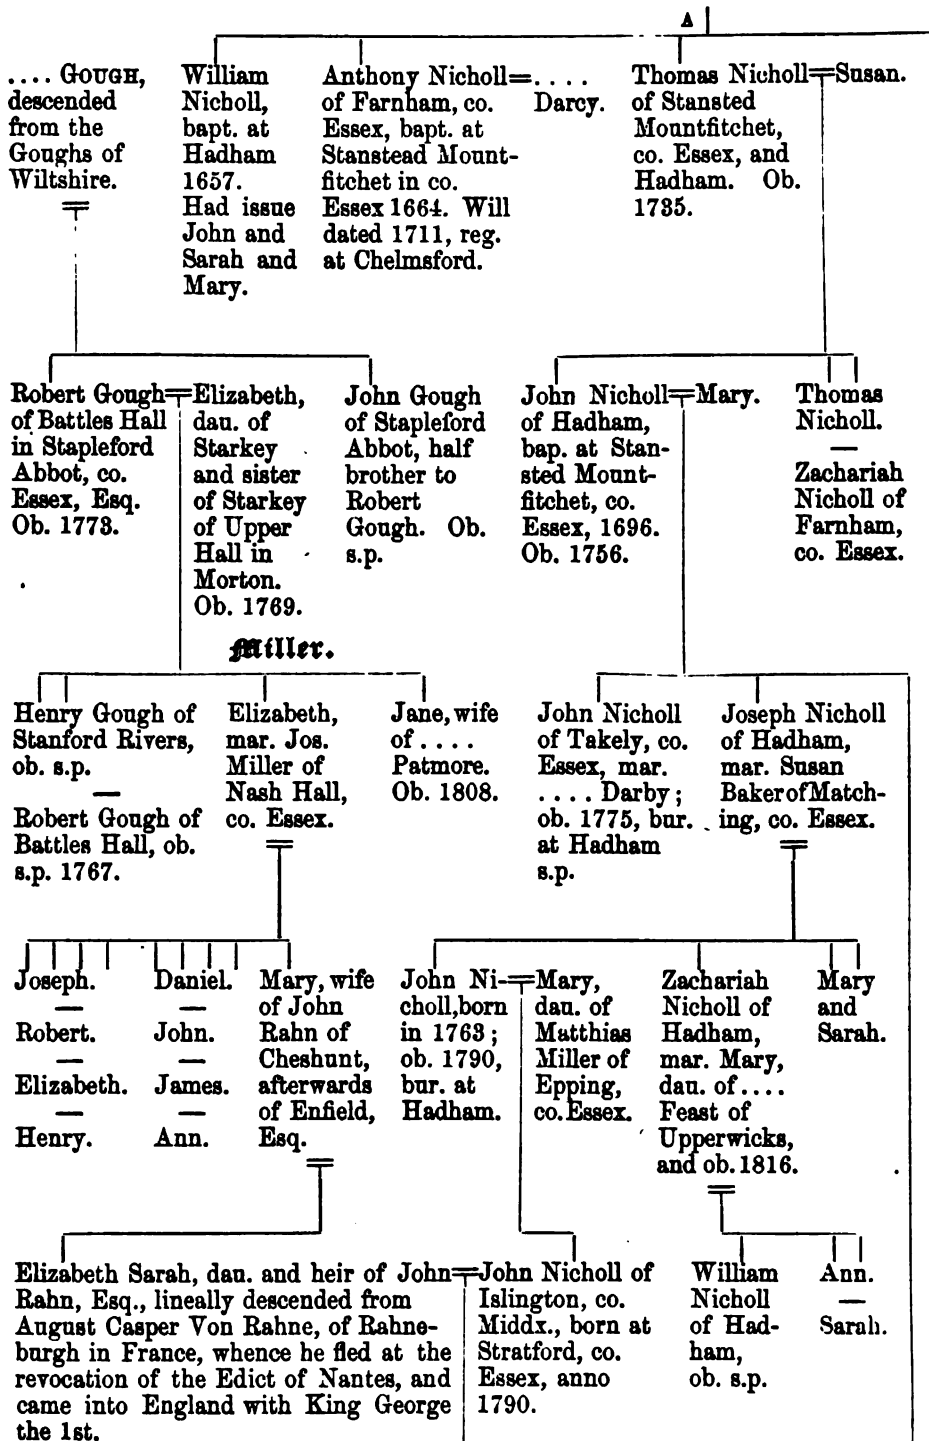 A
.... GOUGH,
descended
from the
Goughs of
Wiltshire.
William
Nicholl,
bapt. at
Hadham
1657.
Had issue
John and
Sarah and
Mary.
Anthony Nicholl=....
of Farnham, co. Darcy.
Essex, bapt. at
Stanstead Mount-
fitchet in co.
Essex 1664. Will
dated 1711, reg.
at Chelmsford.
Thomas Nicholl=Susan.
of Stansted
Mountfitchet,
co. Essex, and
Hadham. Ob.
1735.
Robert Gough=
of Battles Hall
in Stapleford
Abbot, co.
Essex, Esq.
Ob. 1773.
Elizabeth,
dau. of
Starkey
and sister
of Starkey
of Upper
Hall in
Morton.
Ob. 1769.
John Gough
of Stapleford
Abbot, half
brother to
Robert
Gough. Ob.
s.p.
John Nicholl=Mary.
of Hadham,
bap. at Stan-
sted Mount-
fitchet, co.
Essex, 1696.
Ob. 1756.
Thomas
Nicholl.
—
Zachariah
Nicholl of
Farnham,
co. Essex.
Miller.
Henry Gough of
Stanford Rivers,
ob. s.p.
—
Robert Gough of
Battles Hall, ob.
s.p. 1767.
Elizabeth,
mar. Jos.
Miller of
Nash Hall,
co. Essex.
Jane, wife
of ....
Patmore.
Ob. 1808.
John Nicholl
of Takely, co.
Essex, mar.
.... Darby;
ob. 1775, bur.
at Hadham
s.p.
Joseph Nicholl
of Hadham,
mar. Susan
Baker of Match-
ing, co. Essex.
Joseph.
—
Robert.
—
Elizabeth.
—
Henry.
Daniel.
—
John.
—
James.
—
Ann.
Mary, wife
of John
Rahn of
Cheshunt,
afterwards
of Enfield,
Esq.
John Ni-=
choll, born
in 1763;
ob. 1790,
bur. at
Hadham.
Mary,
dau. of
Matthias
Miller of
Epping,
co. Essex.
Zachariah
Nicholl of
Hadham,
mar. Mary,
dau. of ....
Feast of
Upperwicks,
and ob. 1816.
Mary
and
Sarah.
Elizabeth Sarah, dau. and heir of John=
Rahn, Esq., lineally descended from
August Casper Von Rahne, of Rahne-
burgh in France, whence he fled at the
revocation of the Edict of Nantes, and
came into England with King George
the 1st.
John Nicholl of
Islington, co.
Middx., born at
Stratford, co.
Essex, anno
1790.
William
Nicholl
of Had-
ham,
ob. s.p.
Ann.
—
Sarah.